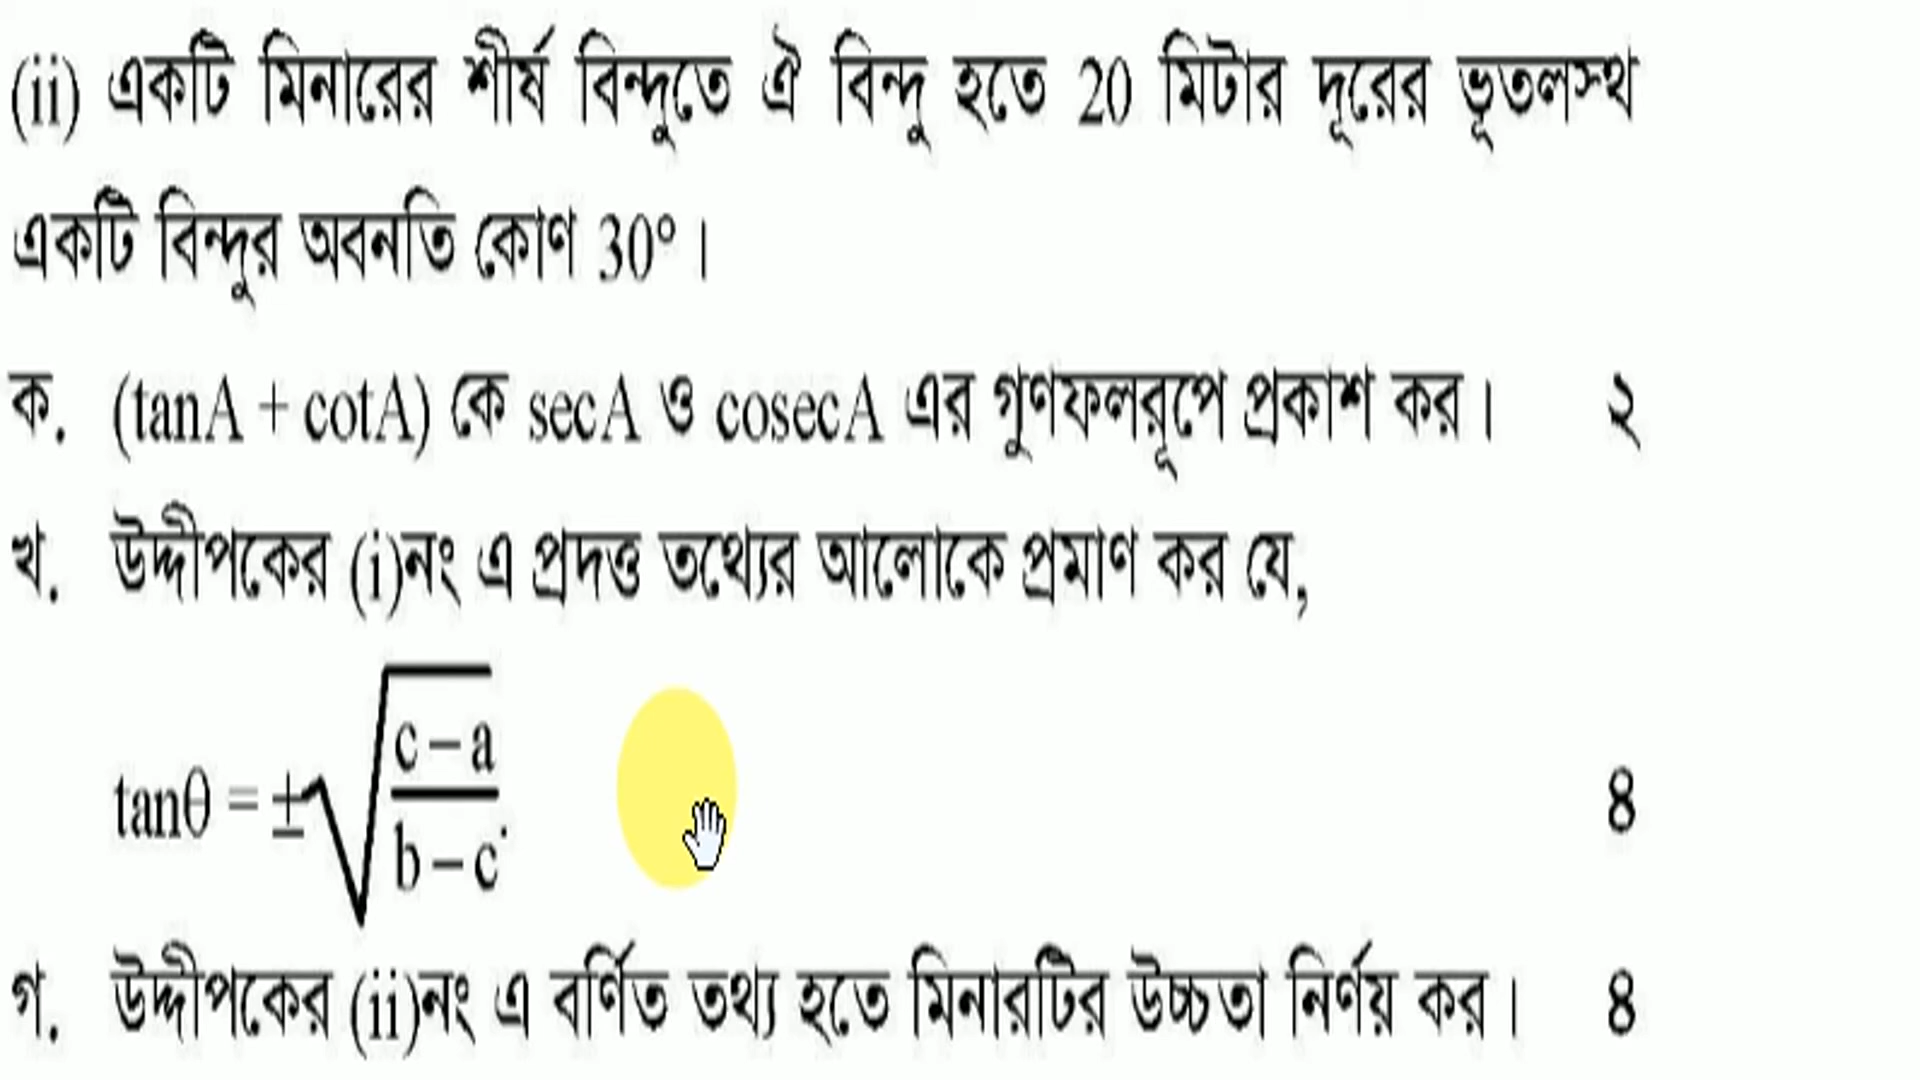 (ii) একটি মিনারের শীর্ষ বিন্দুতে ঐ বিন্দু হতে 20 মিটার দূরের ভূতলস্থ
একটি বিন্দুর অবনতি কোণ 30°।
ক. (tanA + cotA) কে secA ও cosecA এর গুণফলরূপে প্রকাশ কর। ২
খ. উদ্দীপকের (i)নং এ প্রদত্ত তথ্যের আলোকে প্রমাণ কর যে,
tanθ = ±√((c – a)/(b – c)). ৪
গ. উদ্দীপকের (ii)নং এ বর্ণিত তথ্য হতে মিনারটির উচ্চতা নির্ণয় কর। ৪